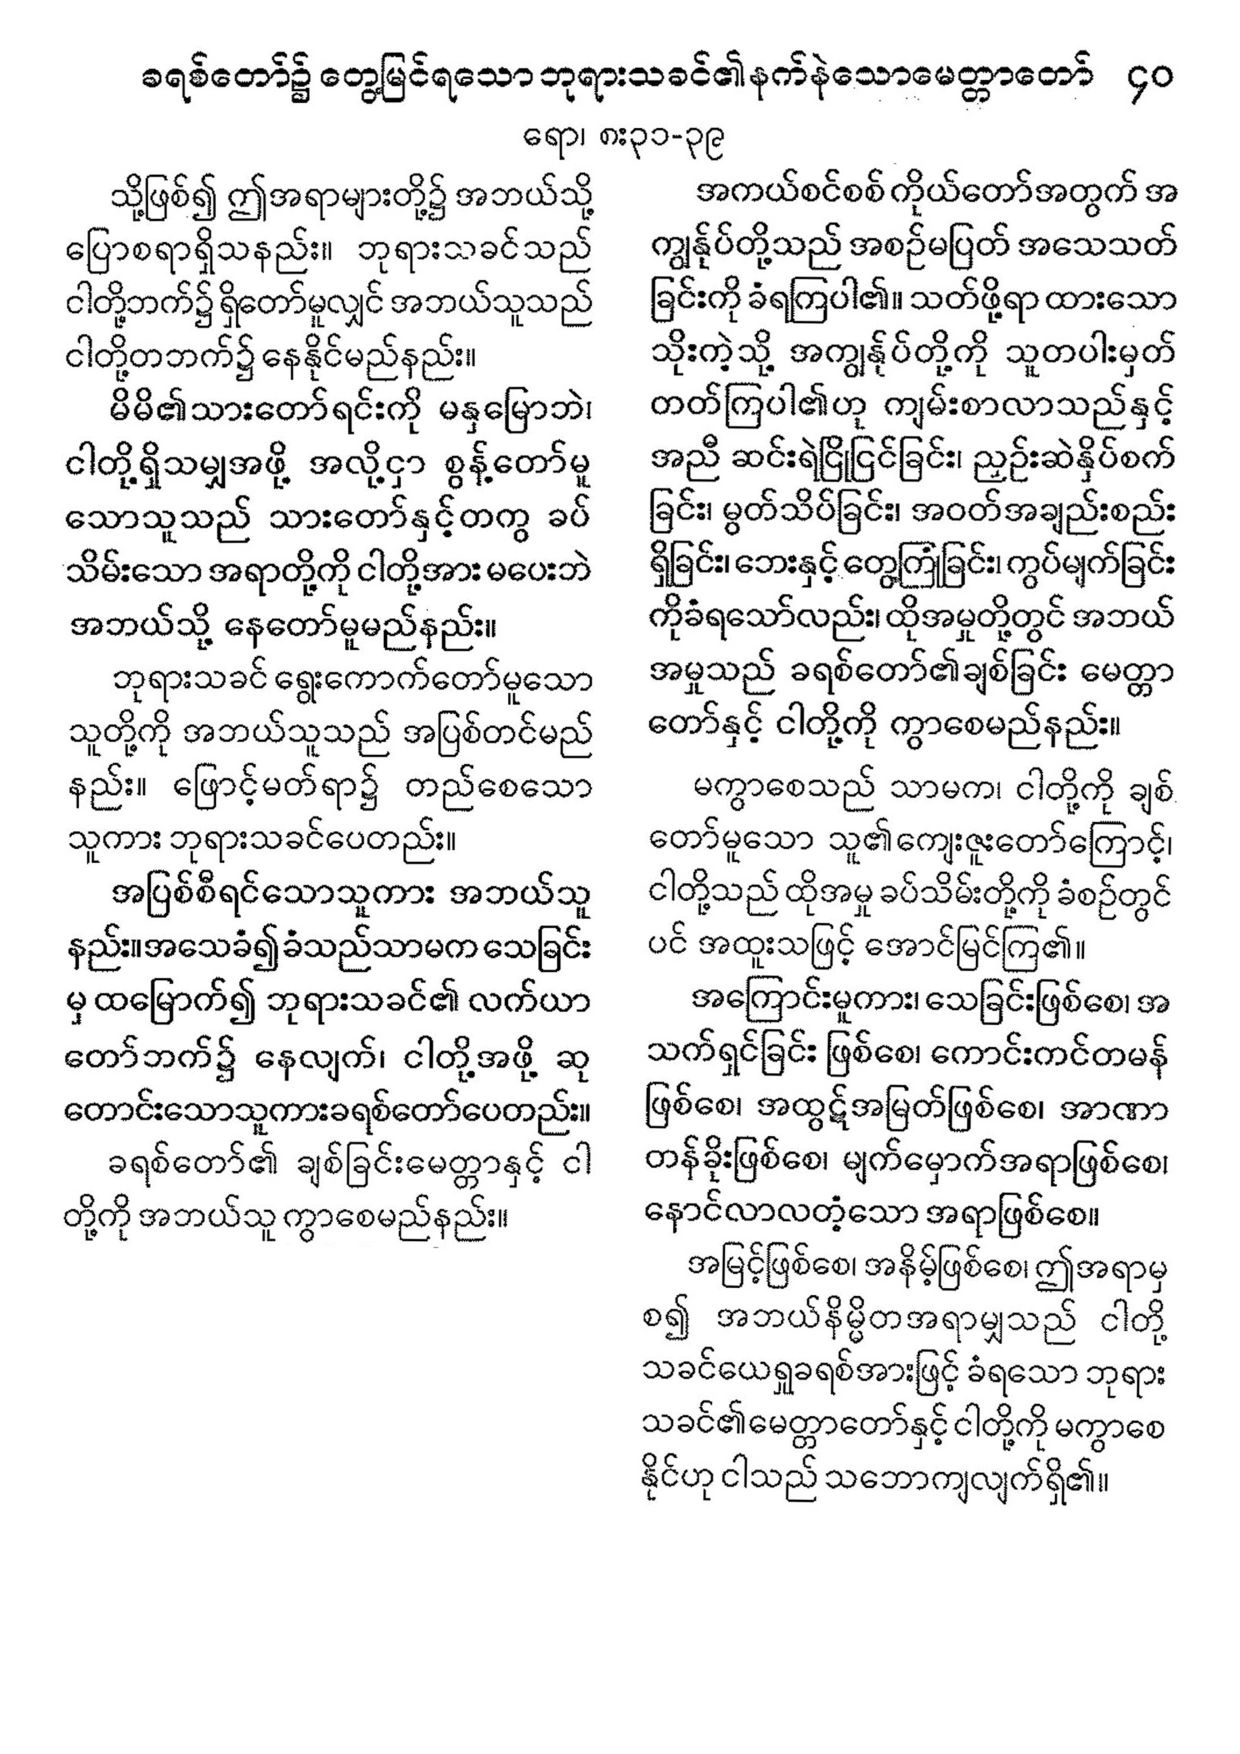 ခရစ်တော်၌ တွေ့မြင်ရသော ဘုရားသခင်၏ နက်နဲသောမေတ္တာတော် ၄၀
ရော၊ ၈း၃၁-၃၉
သို့ဖြစ်၍ ဤအရာများတို့၌ အဘယ်သို့
ပြောစရာရှိသနည်း။ ဘုရားသခင်သည်
ငါတို့ဘက်၌ ရှိတော်မူလျှင် အဘယ်သူသည်
ငါတို့တဘက်၌ နေနိုင်မည်နည်း။
မိမိ၏သားတော်ရင်းကို မနှမြောဘဲ၊
ငါတို့ရှိသမျှအဖို့ အလို့ငှာ စွန့်တော်မူ
သောသူသည် သားတော်နှင့်တကွ ခပ်
သိမ်းသော အရာတို့ကို ငါတို့အား မပေးဘဲ
အဘယ်သို့ နေတော်မူမည်နည်း။
ဘုရားသခင် ရွေးကောက်တော်မူသော
သူတို့ကို အဘယ်သူသည် အပြစ်တင်မည်
နည်း။ ဖြောင့်မတ်ရာ၌ တည်စေသော
သူကား ဘုရားသခင်ပေတည်း။
အပြစ်စီရင်သောသူကား အဘယ်သူ
နည်း။ အသေခံ၍ ခံသည်သာမက သေခြင်း
မှ ထမြောက်၍ ဘုရားသခင်၏ လက်ယာ
တော်ဘက်၌ နေလျက်၊ ငါတို့အဖို့ ဆု
တောင်းသောသူကားခရစ်တော်ပေတည်း။
ခရစ်တော်၏ ချစ်ခြင်းမေတ္တာနှင့် ငါ
တို့ကို အဘယ်သူ ကွာစေမည်နည်း။
အကယ်စင်စစ် ကိုယ်တော်အတွက် အ
ကျွန်ုပ်တို့သည် အစဉ်မပြတ် အသေသတ်
ခြင်းကို ခံရကြပါ၏။ သတ်ဖို့ရာ ထားသော
သိုးကဲ့သို့ အကျွန်ုပ်တို့ကို သူတပါးမှတ်
တတ်ကြပါ၏ဟု ကျမ်းစာလာသည်နှင့်
အညီ ဆင်းရဲငြိုငြင်ခြင်း၊ ညှဉ်းဆဲနှိပ်စက်
ခြင်း၊ မွတ်သိပ်ခြင်း၊ အဝတ်အချည်းစည်း
ရှိခြင်း၊ ဘေးနှင့် တွေ့ကြုံခြင်း၊ ကွပ်မျက်ခြင်း
ကိုခံရသော်လည်း၊ ထိုအမှုတို့တွင် အဘယ်
အမှုသည် ခရစ်တော်၏ချစ်ခြင်း မေတ္တာ
တော်နှင့် ငါတို့ကို ကွာစေမည်နည်း။
မကွာစေသည် သာမက၊ ငါတို့ကို ချစ်
တော်မူသော သူ၏ကျေးဇူးတော်ကြောင့်၊
ငါတို့သည် ထိုအမှု ခပ်သိမ်းတို့ကို ခံစဉ်တွင်
ပင် အထူးသဖြင့် အောင်မြင်ကြ၏။
အကြောင်းမူကား၊ သေခြင်းဖြစ်စေ၊ အ
သက်ရှင်ခြင်း ဖြစ်စေ၊ ကောင်းကင်တမန်
ဖြစ်စေ၊ အထွဋ်အမြတ်ဖြစ်စေ၊ အာဏာ
တန်ခိုးဖြစ်စေ၊ မျက်မှောက်အရာဖြစ်စေ၊
နောင်လာလတံ့သော အရာဖြစ်စေ။
အမြင့်ဖြစ်စေ၊ အနိမ့်ဖြစ်စေ၊ ဤအရာမှ
စ၍ အဘယ်နိမ္မိတအရာမျှသည် ငါတို့
သခင်ယေရှုခရစ်အားဖြင့် ခံရသော ဘုရား
သခင်၏မေတ္တာတော်နှင့် ငါတို့ကို မကွာစေ
နိုင်ဟု ငါသည် သဘောကျလျက်ရှိ၏။